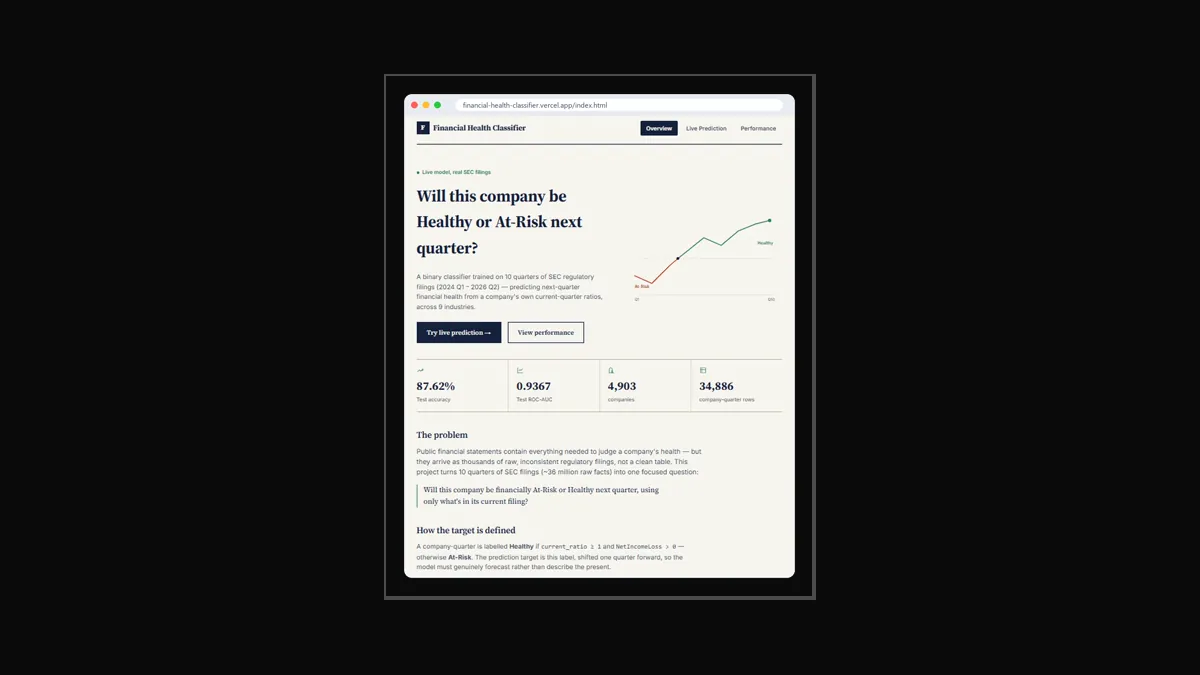 financial-health-classifier.vercel.app/index.html
F Financial Health Classifier
Overview Live Prediction Performance
Live model, real SEC filings
Will this company be
Healthy or At-Risk next
quarter?
A binary classifier trained on 10 quarters of SEC regulatory
filings (2024 Q1 – 2026 Q2) — predicting next-quarter
financial health from a company's own current-quarter ratios,
across 9 industries.
Healthy
At-Risk
Try live prediction →
View performance
87.62%
Test accuracy
0.9367
Test ROC-AUC
4,903
companies
34,886
company-quarter rows
The problem
Public financial statements contain everything needed to judge a company's health — but
they arrive as thousands of raw, inconsistent regulatory filings, not a clean table. This
project turns 10 quarters of SEC filings (~36 million raw facts) into one focused question:
Will this company be financially At-Risk or Healthy next quarter, using
only what's in its current filing?
How the target is defined
A company-quarter is labelled Healthy if current_ratio ≥ 1 and NetIncomeLoss > 0 —
otherwise At-Risk. The prediction target is this label, shifted one quarter forward, so the
model must genuinely forecast rather than describe the present.